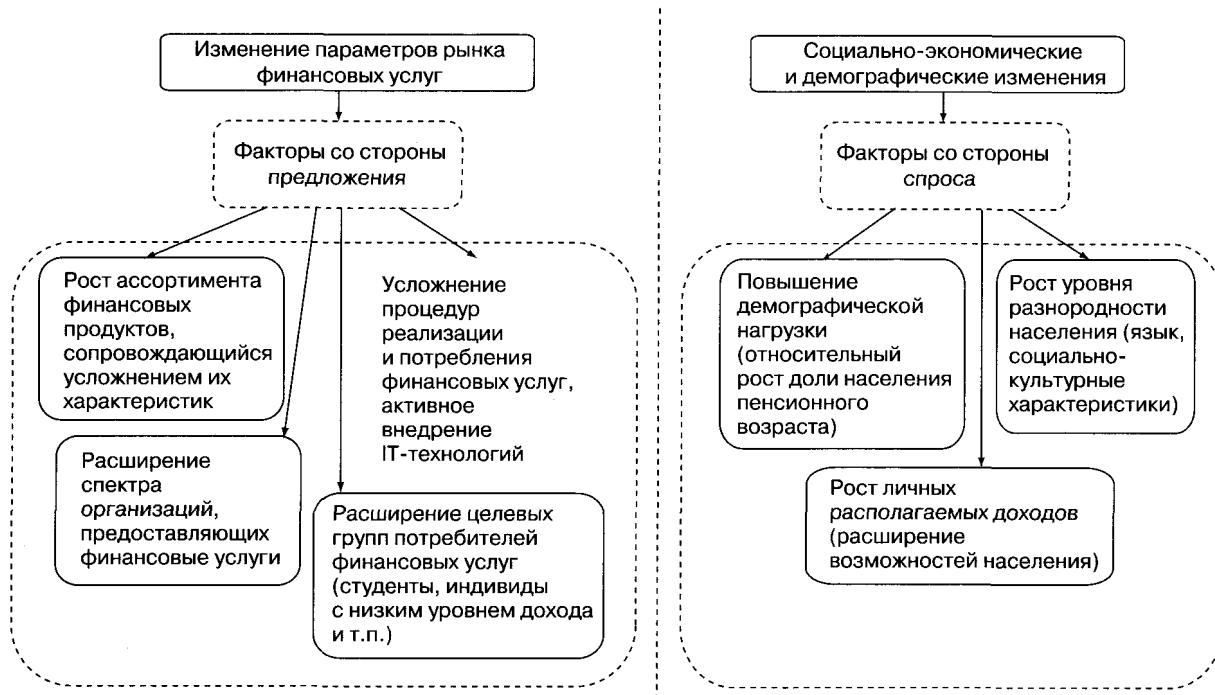 Изменение параметров рынка
финансовых услуг
Факторы со стороны
предложения
Рост ассортимента
финансовых
продуктов,
сопровождающийся
усложнением их
характеристик
Усложнение
процедур
реализации
и потребления
финансовых услуг,
активное
внедрение
IT-технологий
Расширение
спектра
организаций,
предоставляющих
финансовые услуги
Расширение целевых
групп потребителей
финансовых услуг
(студенты, индивиды
с низким уровнем дохода
и т.п.)
Социально-экономические
и демографические изменения
Факторы со стороны
спроса
Повышение
демографической
нагрузки
(относительный
рост доли населения
пенсионного
возраста)
Рост уровня
разнородности
населения (язык,
социально-
культурные
характеристики)
Рост личных
располагаемых доходов
(расширение
возможностей населения)